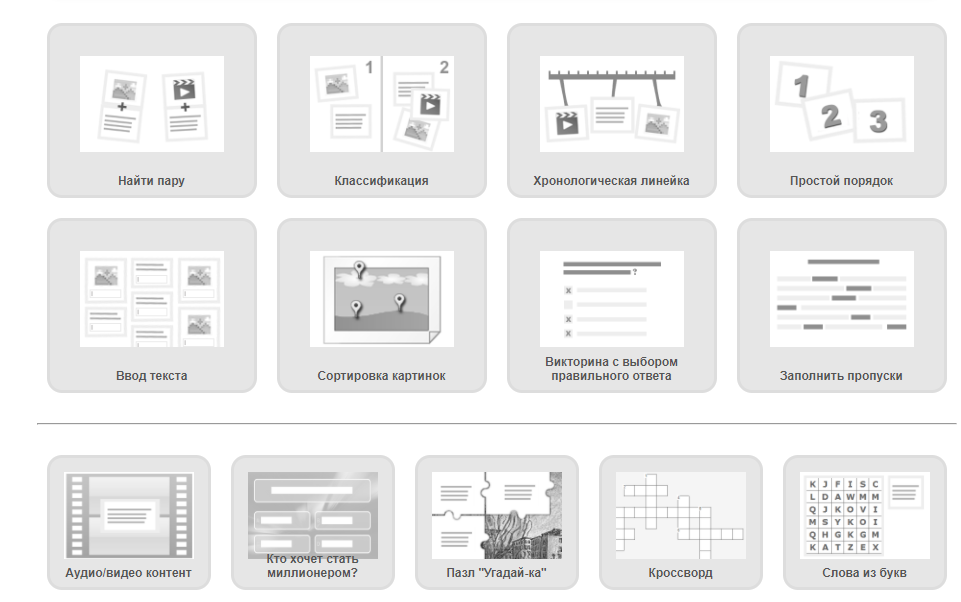 1
2
1
2
3
Найти пару
Классификация
Хронологическая линейка
Простой порядок
?
x
x
x
Ввод текста
Сортировка картинок
Викторина с выбором
правильного ответа
Заполнить пропуски
K J F I S C
L D A W M M
Q J K O V I
M S Y K O I
Q H G K G M
K A T Z E X
Аудио/видео контент
Кто хочет стать
миллионером?
Пазл "Угадай-ка"
Кроссворд
Слова из букв